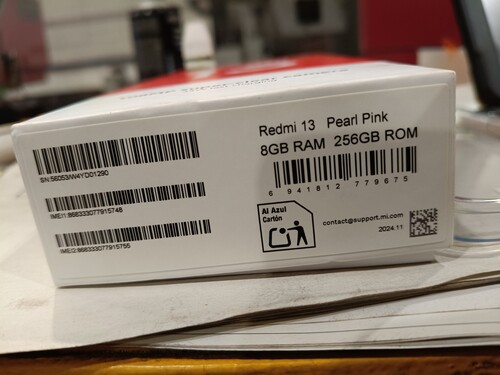 SN:56053/W4YD01290
IMEI1:868333077915748
IMEI2:868333077915755
Redmi 13 Pearl Pink
8GB RAM 256GB ROM
6 941812 779675
Al Azul
Cartón
contact@support.mi.com
2024.11